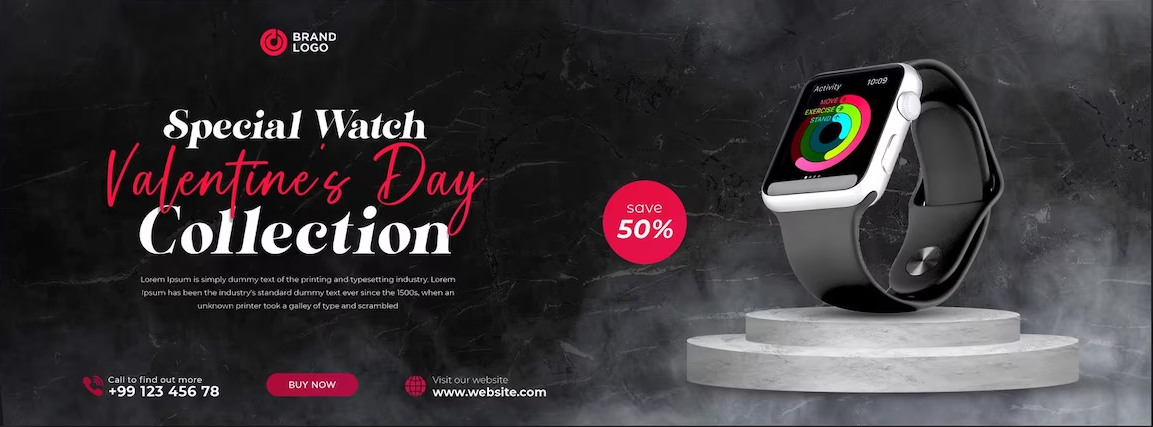 BRAND
LOGO
Special Watch
Valentine's Day
Collection
Lorem Ipsum is simply dummy text of the printing and typesetting industry. Lorem
Ipsum has been the industry's standard dummy text ever since the 1500s, when an
unknown printer took a galley of type and scrambled
Call to find out more
+99 123 456 78
BUY NOW
Visit our website
www.website.com
save
50%
Activity 10:09
MOVE
EXERCISE
STAND